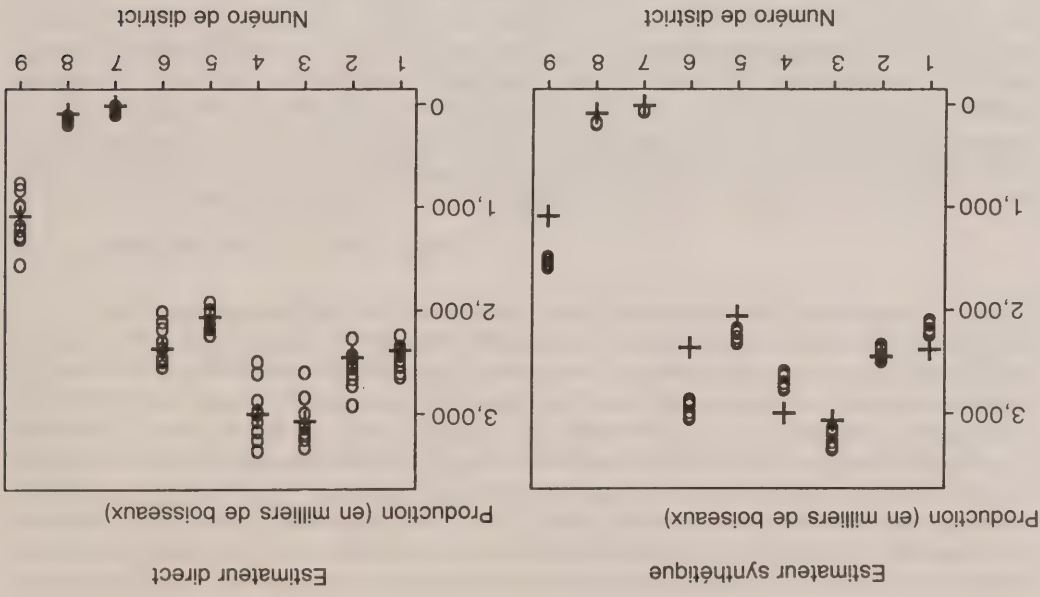 Estimateur synthétique
Production (en milliers de boisseaux)
3,000
2,000
1,000
0
1 2 3 4 5 6 7 8 9
Numéro de district
Estimateur direct
Production (en milliers de boisseaux)
3,000
2,000
1,000
0
1 2 3 4 5 6 7 8 9
Numéro de district